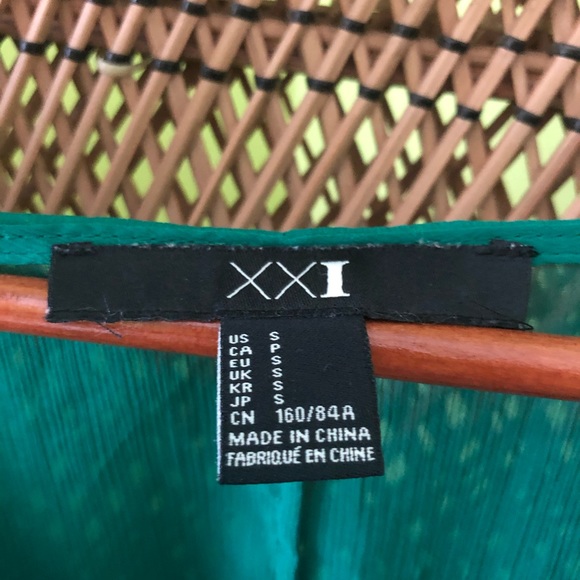 XXI
US S
CA P
EU S
UK S
KR S
JP S
CN 160/84A
MADE IN CHINA
FABRIQUÉ EN CHINE